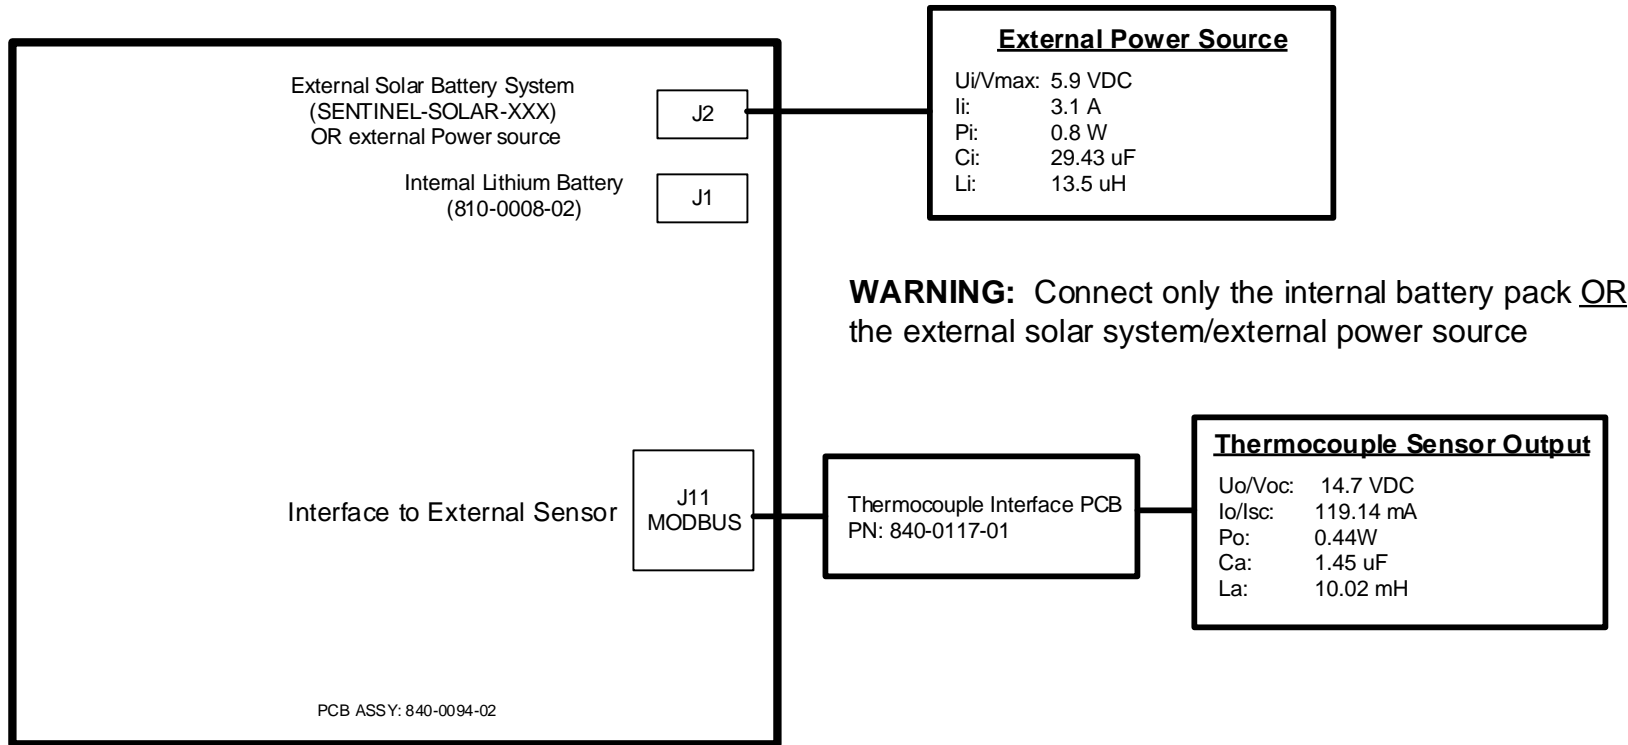 External Power Source
Ui/Vmax: 5.9 VDC
Ii: 3.1 A
Pi: 0.8 W
Ci: 29.43 uF
Li: 13.5 uH
External Solar Battery System
(SENTINEL-SOLAR-XXX)
OR external Power source
J2
Internal Lithium Battery
(810-0008-02)
J1
WARNING: Connect only the internal battery pack OR
the external solar system/external power source
Interface to External Sensor
J11
MODBUS
Thermocouple Interface PCB
PN: 840-0117-01
Thermocouple Sensor Output
Uo/Voc: 14.7 VDC
Io/Isc: 119.14 mA
Po: 0.44W
Ca: 1.45 uF
La: 10.02 mH
PCB ASSY: 840-0094-02